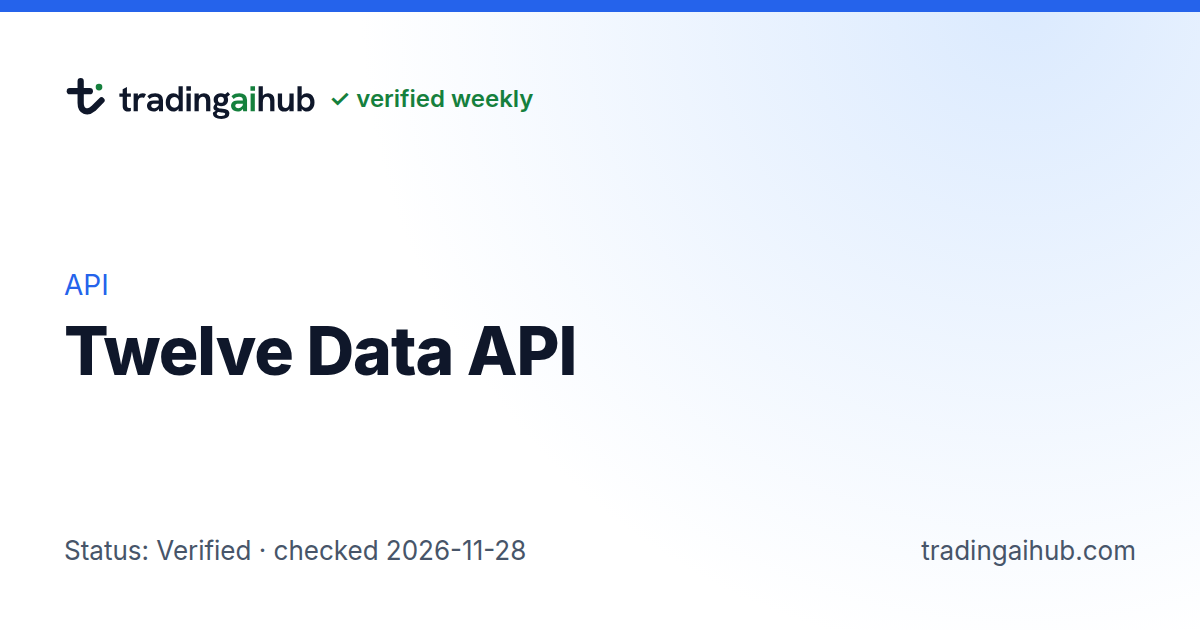 tradingaihub ✓ verified weekly
API
Twelve Data API
Status: Verified · checked 2026-11-28
tradingaihub.com